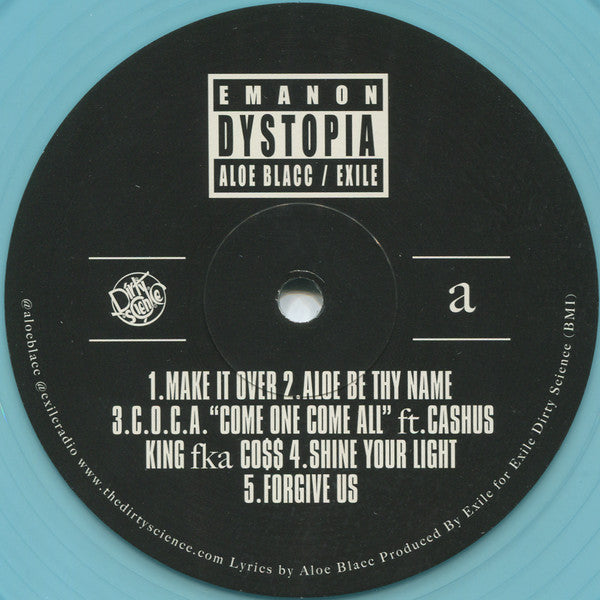 EMANON
DYSTOPIA
ALOE BLACC / EXILE
Dirty
Science
a
1.MAKE IT OVER 2.ALOE BE THY NAME
3.C.O.C.A. “COME ONE COME ALL” ft.CASHUS
KING fka CO$$ 4.SHINE YOUR LIGHT
5.FORGIVE US
@aloeblacc @exileradio www.thedirtyscience.com Lyrics by Aloe Blacc Produced By Exile for Exile Dirty Science (BMI)